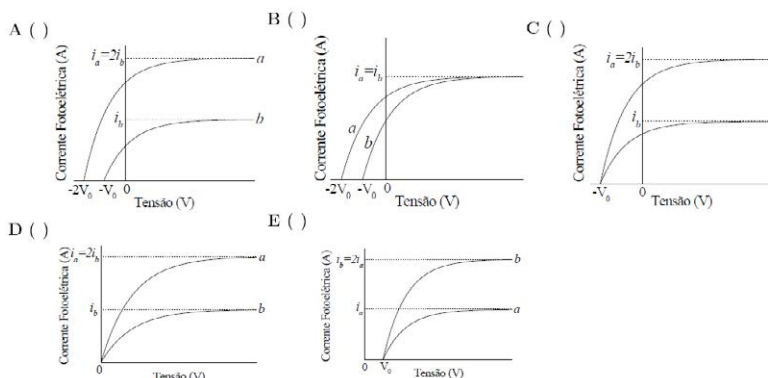 A ( )
Corrente Fotoelétrica (A)
i_a=2i_b
a
i_b
b
-2V_0 -V_0 0
Tensão (V)
B ( )
Corrente Fotoelétrica (A)
i_a=i_b
a
b
-2V_0 -V_0 0
Tensão (V)
C ( )
Corrente Fotoelétrica (A)
i_a=2i_b
i_b
-V_0 0
Tensão (V)
D ( )
Corrente Fotoelétrica (A)
i_a=2i_b
a
i_b
b
0
Tensão (V)
E ( )
Corrente Fotoelétrica (A)
i_b=2i_a
b
i_a
a
0 V_0
Tensão (V)